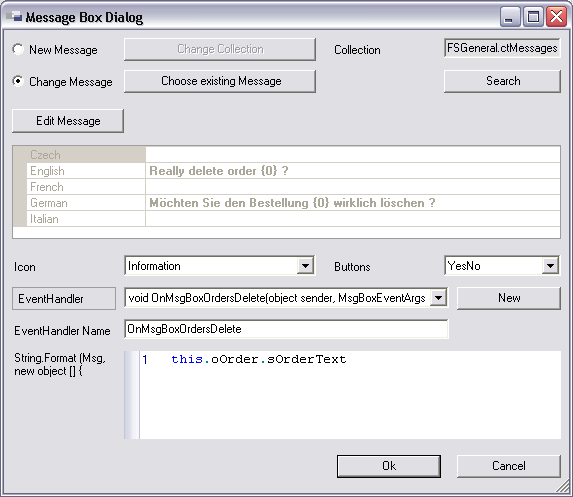 Message Box Dialog
New Message
Change Collection
Collection
FSGeneral.ctMessages
Change Message
Choose existing Message
Search
Edit Message
Czech
English
Really delete order {0} ?
French
German
Möchten Sie den Bestellung {0} wirklich löschen ?
Italian
Icon
Information
Buttons
YesNo
EventHandler
void OnMsgBoxOrdersDelete(object sender, MsgBoxEventArgs
New
EventHandler Name
OnMsgBoxOrdersDelete
String.Format (Msg,
new object [] {
1 this.oOrder.sOrderText
Ok
Cancel